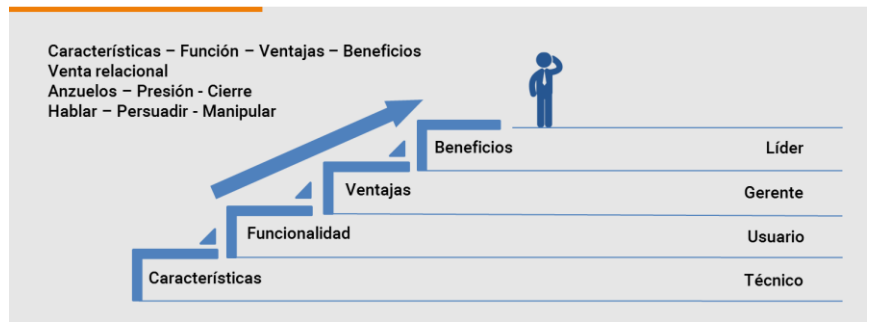 Características – Función – Ventajas – Beneficios
Venta relacional
Anzuelos – Presión - Cierre
Hablar – Persuadir - Manipular
Beneficios Líder
Ventajas Gerente
Funcionalidad Usuario
Características Técnico